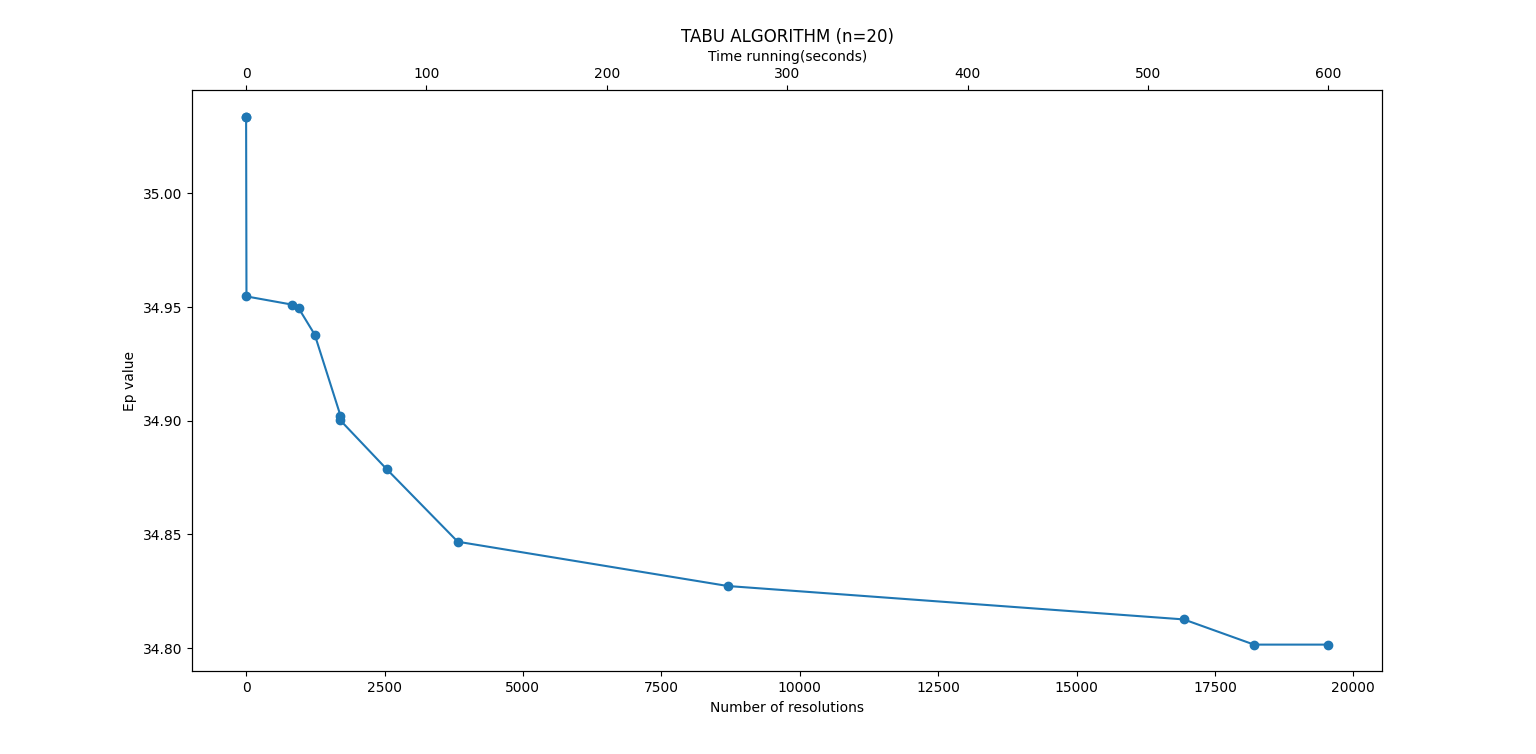 TABU ALGORITHM (n=20)
Time running(seconds)
0 100 200 300 400 500 600
35.00
34.95
34.90
34.85
34.80
Ep value
0 2500 5000 7500 10000 12500 15000 17500 20000
Number of resolutions